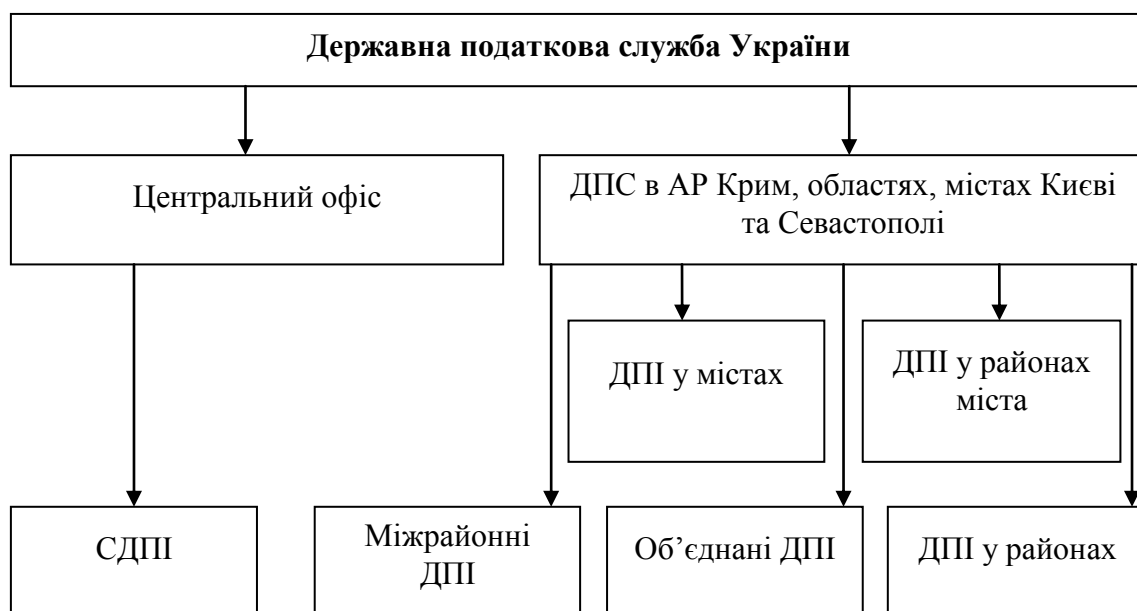 Державна податкова служба України
Центральний офіс
ДПС в АР Крим, областях, містах Києві
та Севастополі
ДПІ у містах
ДПІ у районах
міста
СДПІ
Міжрайонні
ДПІ
Об’єднані ДПІ
ДПІ у районах